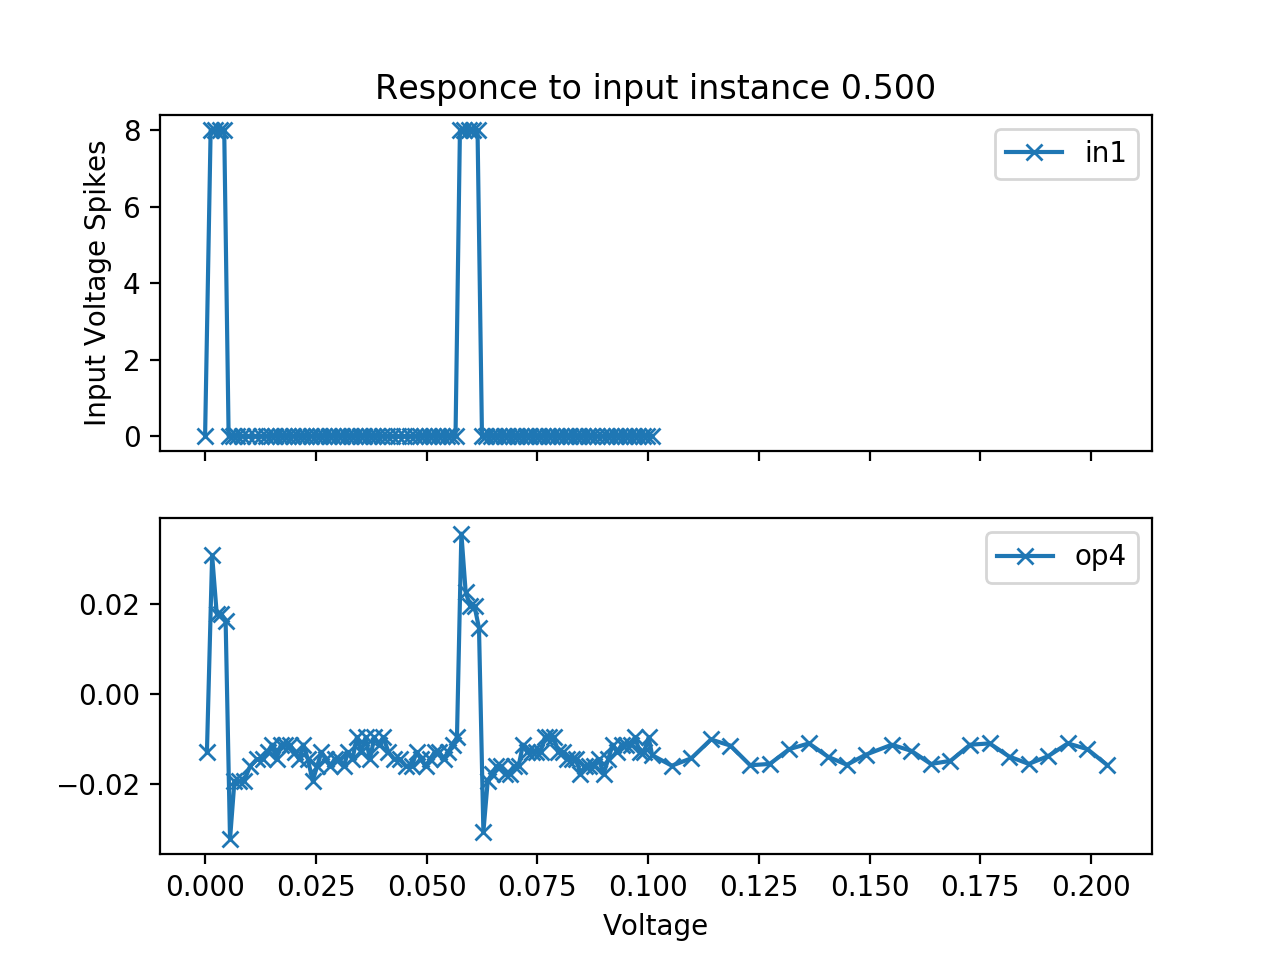 Responce to input instance 0.500
Input Voltage Spikes
8
6
4
2
0
in1
op4
0.02
0.00
−0.02
0.000 0.025 0.050 0.075 0.100 0.125 0.150 0.175 0.200
Voltage